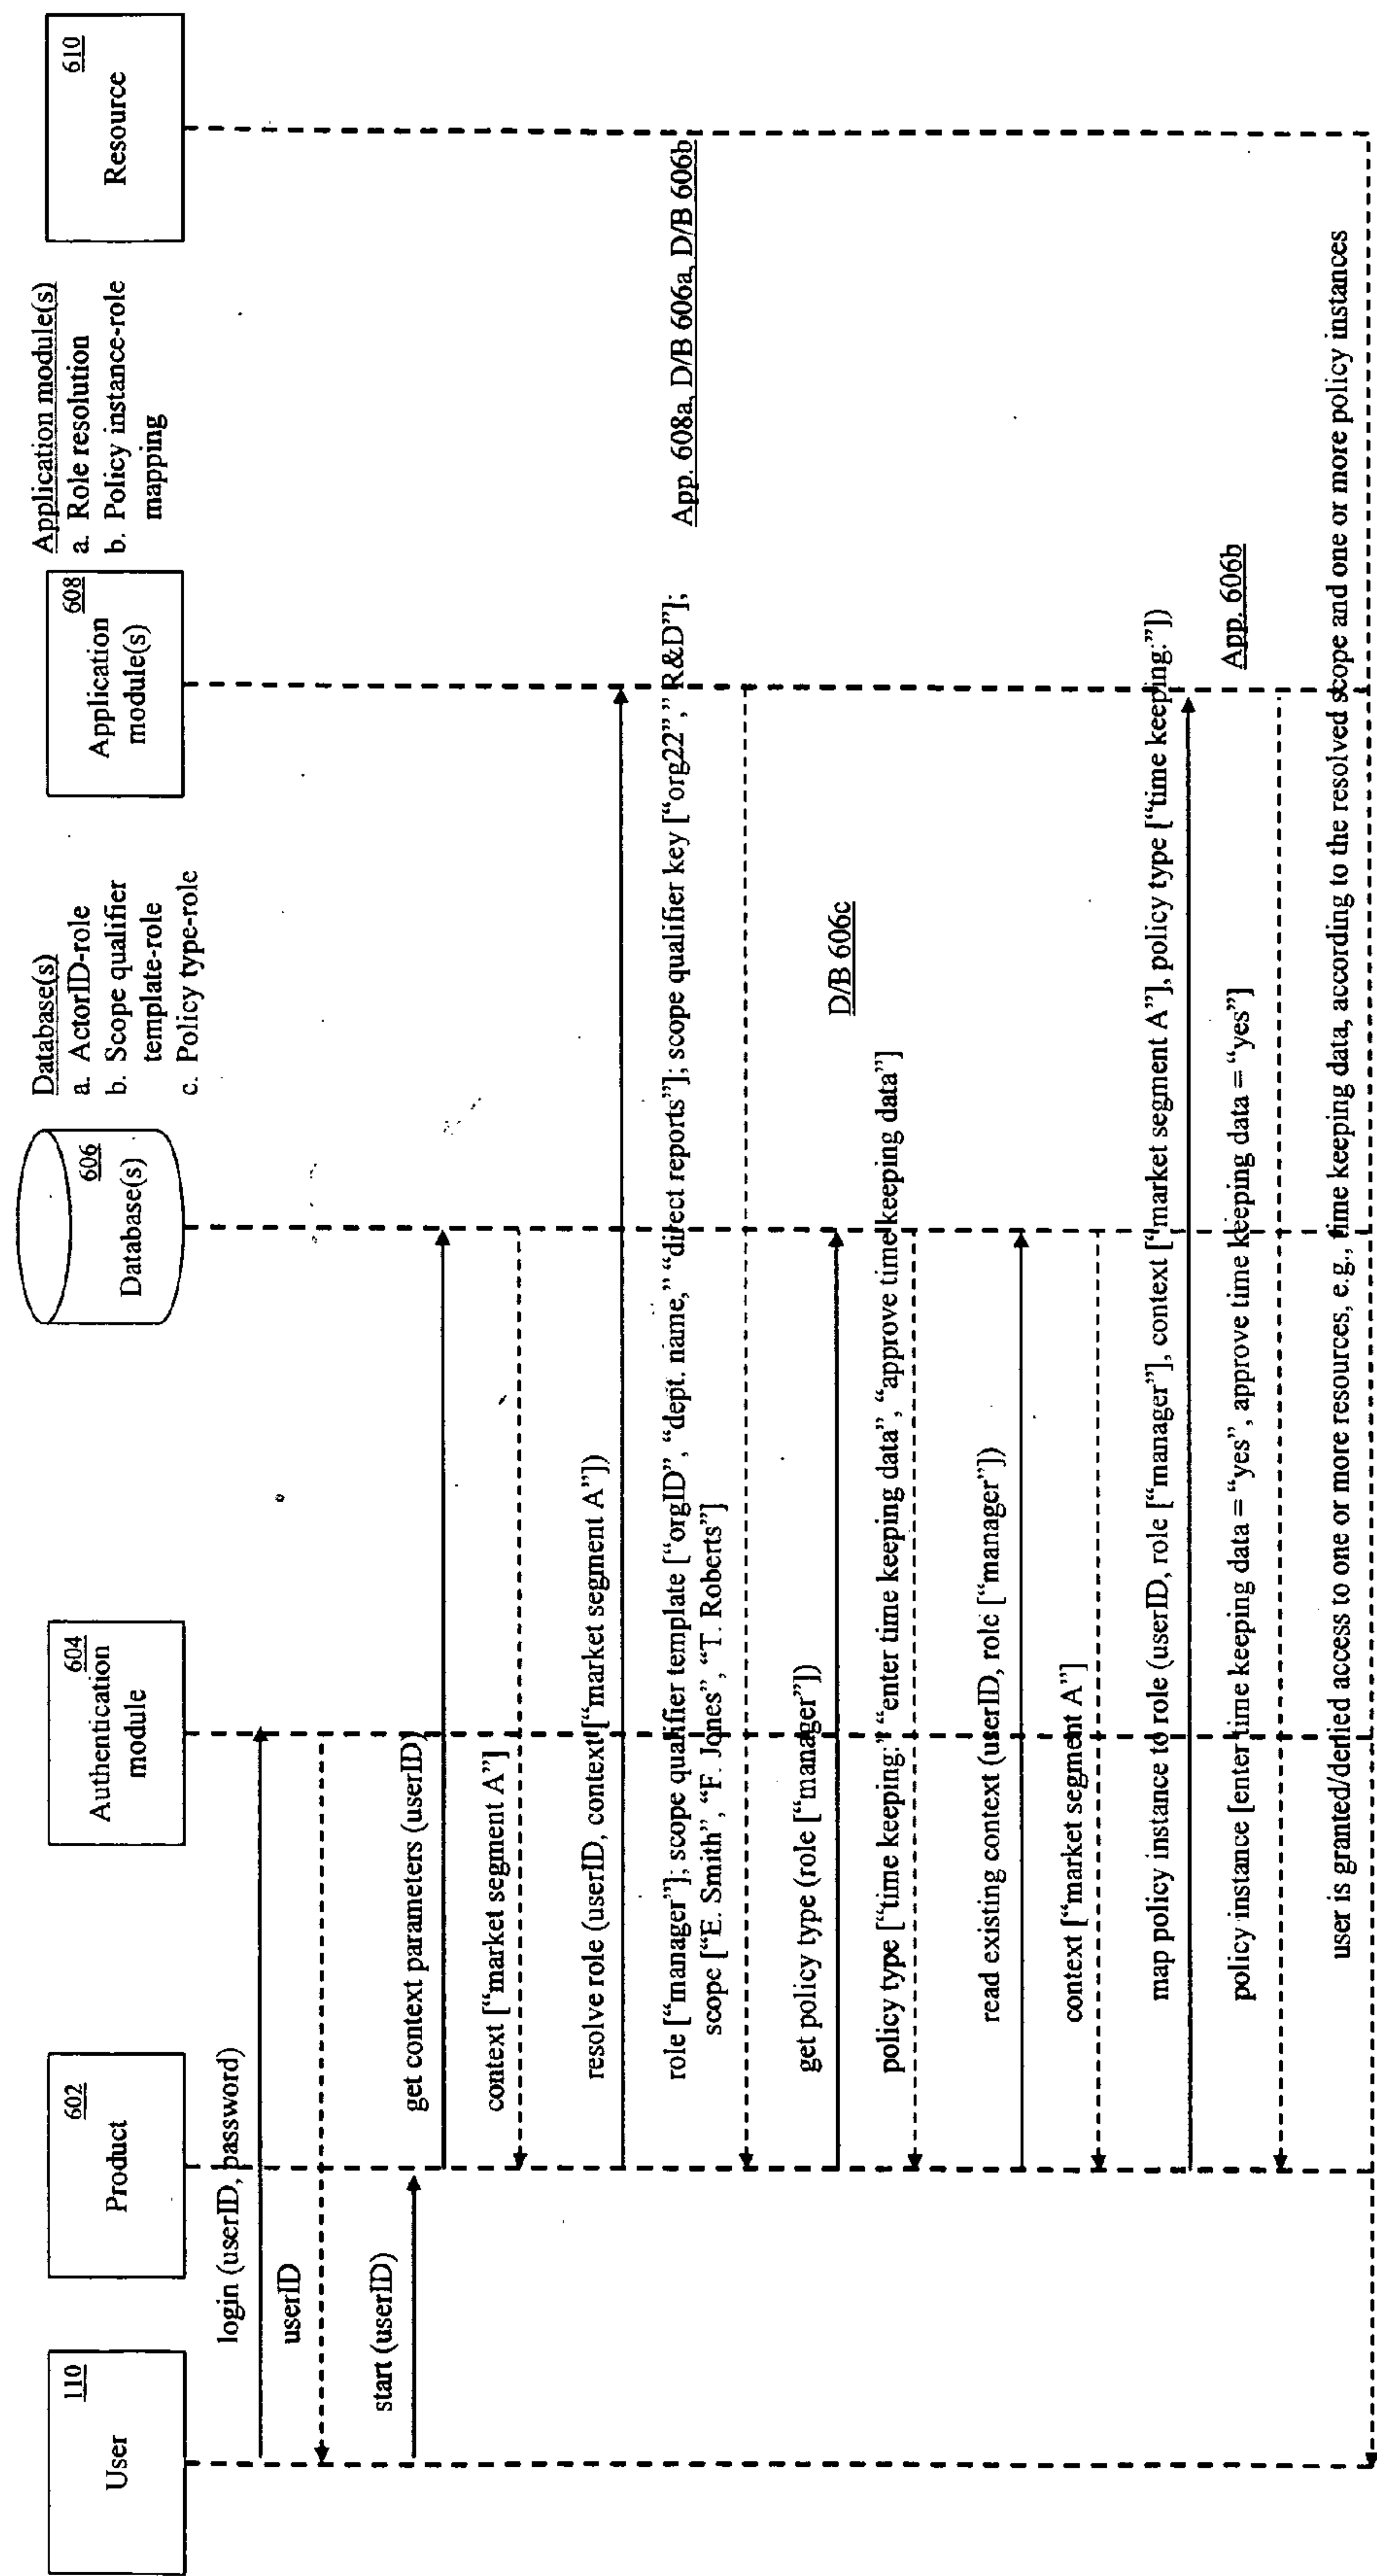 110
User
602
Product
604
Authentication
module
606
Database(s)
Database(s)
a. ActorID-role
b. Scope qualifier
template-role
c. Policy type-role
608
Application
module(s)
Application module(s)
a. Role resolution
b. Policy instance-role
mapping
610
Resource
login (userID, password)
userID
start (userID)
get context parameters (userID)
context [“market segment A”]
resolve role (userID, context [“market segment A”])
role [“manager”]; scope qualifier template [“orgID”, “dept. name,” “direct reports”]; scope qualifier key [“org22”,” R&D”];
scope [“E. Smith”, “F. Jones”, “T. Roberts”]
App. 608a, D/B 606a, D/B 606b
get policy type (role [“manager”])
D/B 606c
policy type [“time keeping:” “enter time keeping data”, “approve time keeping data”]
read existing context (userID, role [“manager”])
context [“market segment A”]
map policy instance to role (userID, role [“manager”], context [“market segment A”], policy type [“time keeping:”])
App. 606b
policy instance [enter time keeping data = “yes”, approve time keeping data = “yes”]
user is granted/denied access to one or more resources, e.g., time keeping data, according to the resolved scope and one or more policy instances